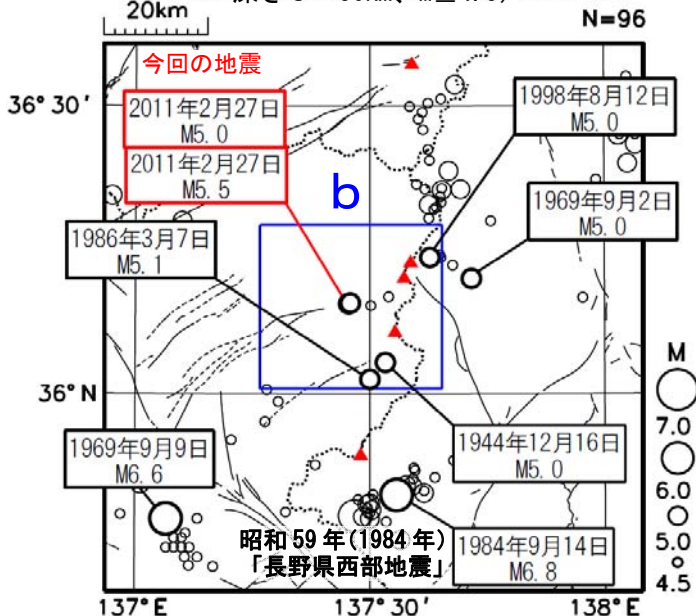 20km
N=96
今回の地震
36° 30′
2011年2月27日
M5.0
2011年2月27日
M5.5
1998年8月12日
M5.0
b
1969年9月2日
M5.0
1986年3月7日
M5.1
36° N
M
7.0
6.0
5.0
4.5
1969年9月9日
M6.6
1944年12月16日
M5.0
昭和59年(1984年)
「長野県西部地震」
1984年9月14日
M6.8
137° E
137° 30′
138° E